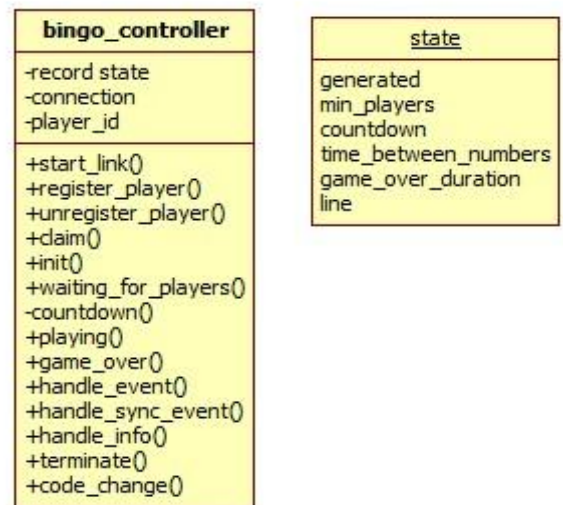 bingo_controller
-record state
-connection
-player_id
+start_link()
+register_player()
+unregister_player()
+claim()
+init()
+waiting_for_players()
-countdown()
+playing()
+game_over()
+handle_event()
+handle_sync_event()
+handle_info()
+terminate()
+code_change()
state
generated
min_players
countdown
time_between_numbers
game_over_duration
line